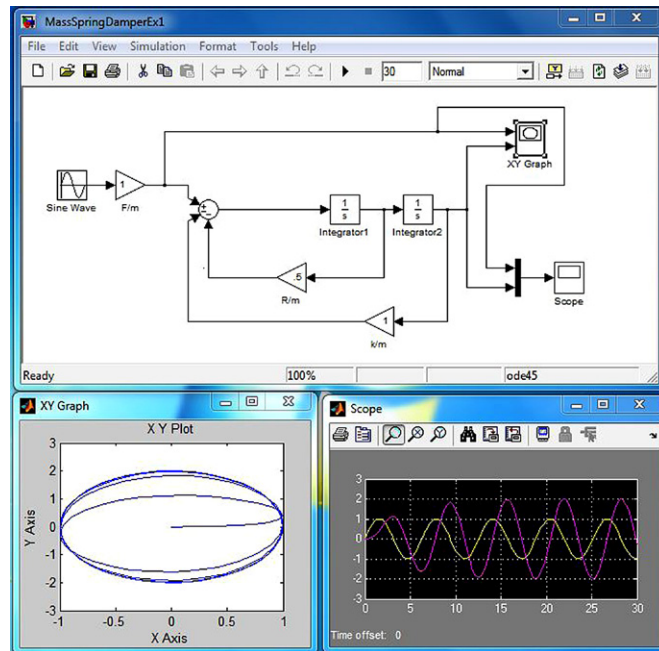 MassSpringDamperEx1
File Edit View Simulation Format Tools Help
30 Normal
XY Graph
Sine Wave
1
F/m
1
s
Integrator1
1
s
Integrator2
.5
R/m
1
k/m
Scope
Ready 100% ode45
XY Graph
X Y Plot
3
2
1
0
-1
-2
-3
Y Axis
-1 -0.5 0 0.5 1
X Axis
Scope
3
2
1
0
-1
-2
-3
0 5 10 15 20 25 30
Time offset: 0